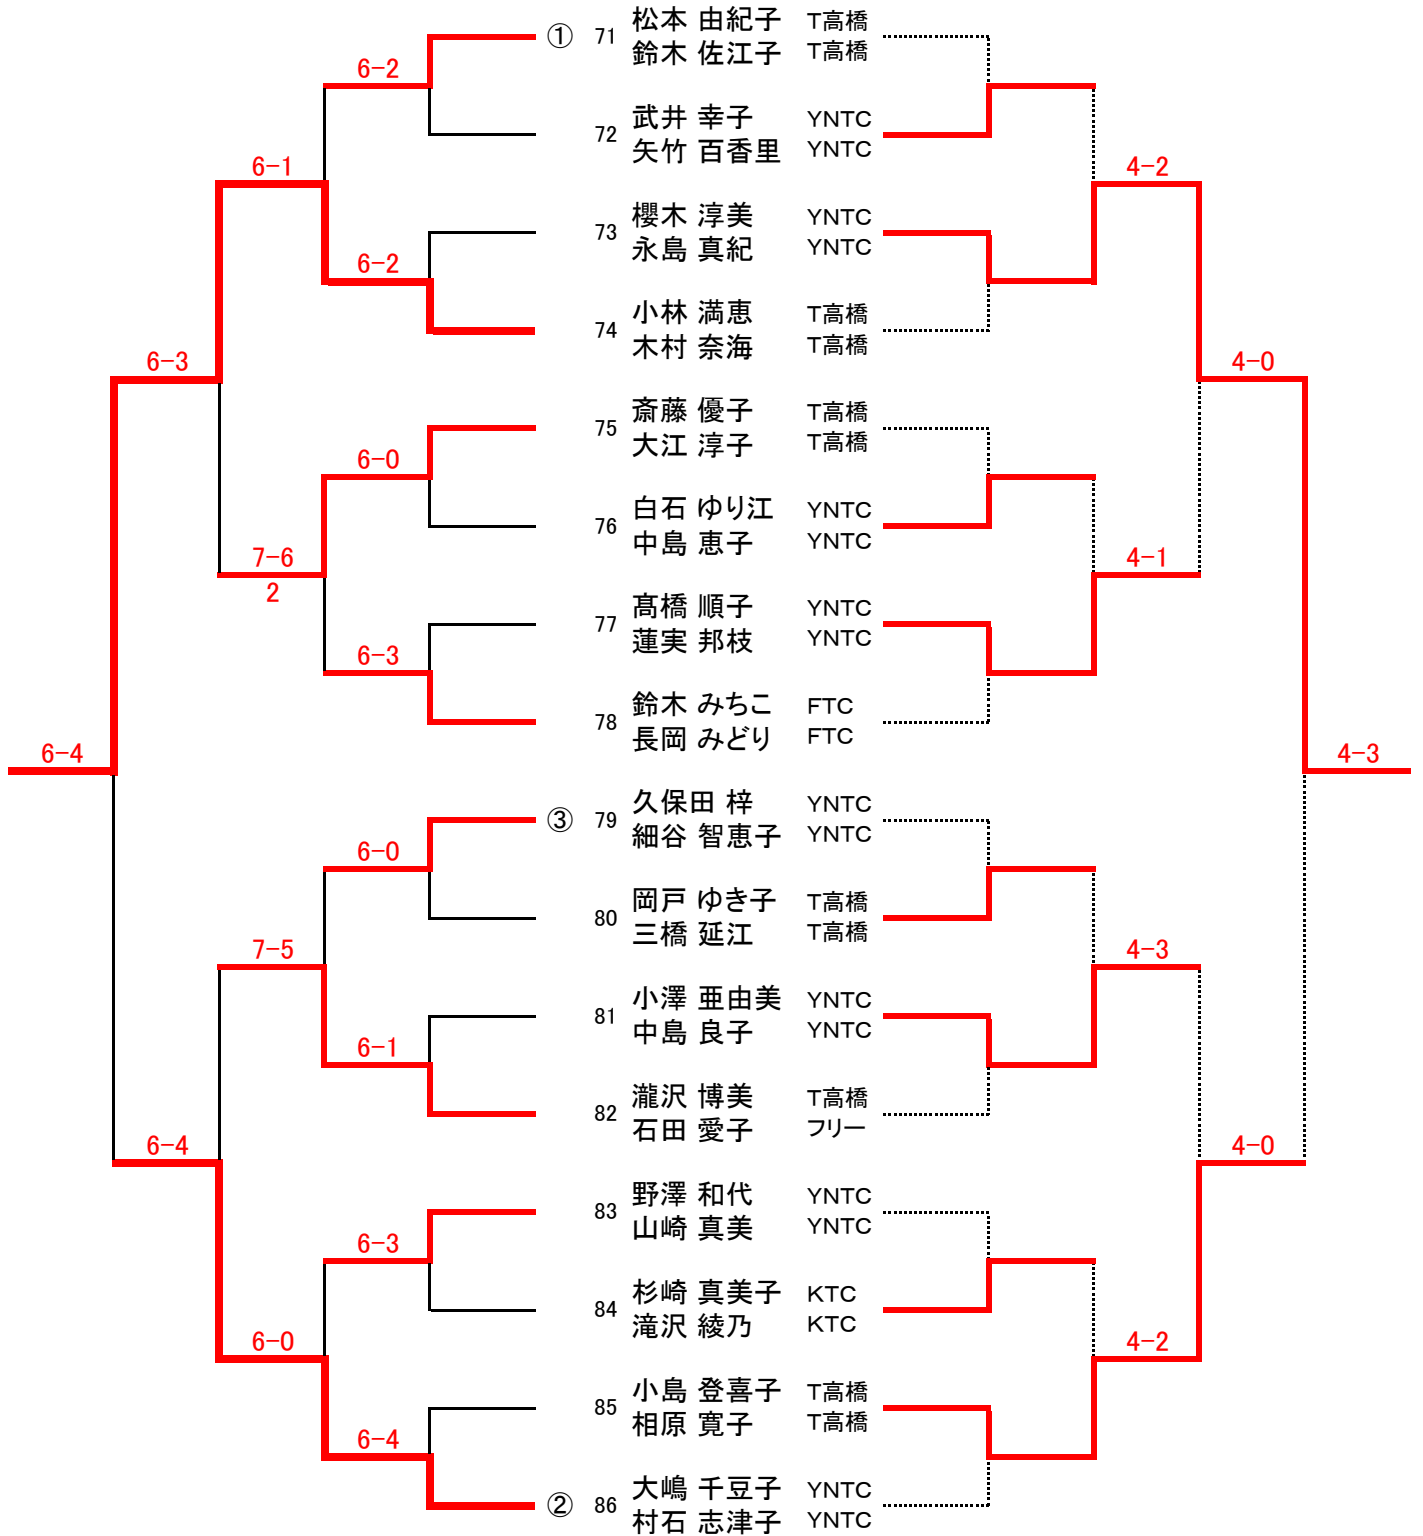 ① 71 松本 由紀子 T高橋
鈴木 佐江子 T高橋
6-2
72 武井 幸子 YNTC
矢竹 百香里 YNTC
6-1 4-2
73 櫻木 淳美 YNTC
永島 真紀 YNTC
6-2
74 小林 満恵 T高橋
木村 奈海 T高橋
6-3 4-0
75 斎藤 優子 T高橋
大江 淳子 T高橋
6-0
76 白石 ゆり江 YNTC
中島 恵子 YNTC
7-6 4-1
2
77 髙橋 順子 YNTC
蓮実 邦枝 YNTC
6-3
78 鈴木 みちこ FTC
長岡 みどり FTC
6-4 4-3
③ 79 久保田 梓 YNTC
細谷 智恵子 YNTC
6-0
80 岡戸 ゆき子 T高橋
三橋 延江 T高橋
7-5 4-3
81 小澤 亜由美 YNTC
中島 良子 YNTC
6-1
82 瀧沢 博美 T高橋
石田 愛子 フリー
6-4 4-0
83 野澤 和代 YNTC
山崎 真美 YNTC
6-3
84 杉崎 真美子 KTC
滝沢 綾乃 KTC
6-0 4-2
85 小島 登喜子 T高橋
相原 寛子 T高橋
6-4
② 86 大嶋 千豆子 YNTC
村石 志津子 YNTC